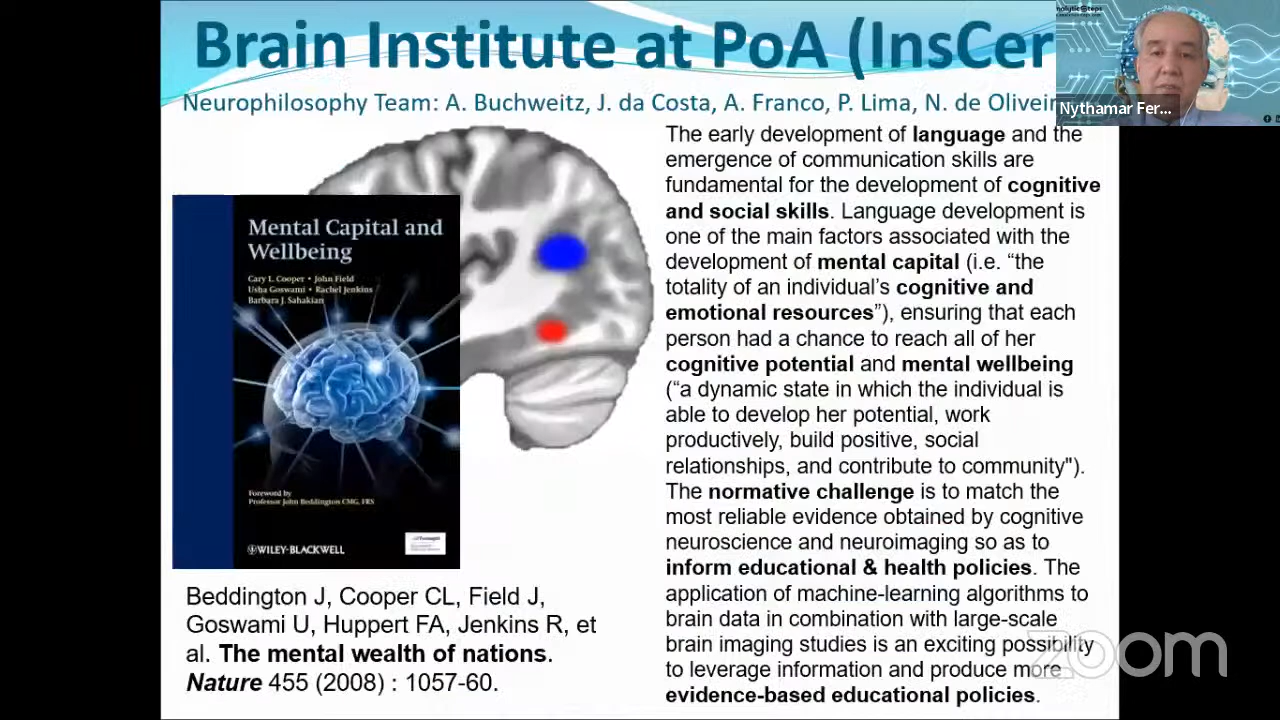 Brain Institute at PoA (InsCer
Neurophilosophy Team: A. Buchweitz, J. da Costa, A. Franco, P. Lima, N. de Oliveir
Nythamar Fer...
Mental Capital and
Wellbeing
Cary L. Cooper • John Field
Usha Goswami • Rachel Jenkins
Barbara J. Sahakian
Foreword by
Professor John Beddington CMG, FRS
WILEY-BLACKWELL
Beddington J, Cooper CL, Field J,
Goswami U, Huppert FA, Jenkins R, et
al. The mental wealth of nations.
Nature 455 (2008) : 1057-60.
The early development of language and the
emergence of communication skills are
fundamental for the development of cognitive
and social skills. Language development is
one of the main factors associated with the
development of mental capital (i.e. “the
totality of an individual’s cognitive and
emotional resources”), ensuring that each
person had a chance to reach all of her
cognitive potential and mental wellbeing
(“a dynamic state in which the individual is
able to develop her potential, work
productively, build positive, social
relationships, and contribute to community").
The normative challenge is to match the
most reliable evidence obtained by cognitive
neuroscience and neuroimaging so as to
inform educational & health policies. The
application of machine-learning algorithms to
brain data in combination with large-scale
brain imaging studies is an exciting possibility
to leverage information and produce more
evidence-based educational policies.
zoom